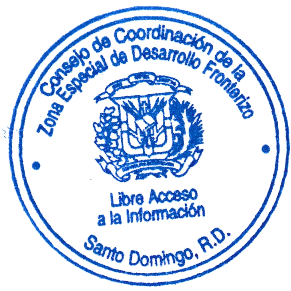 Consejo de Coordinación de la
Zona Especial de Desarrollo Fronterizo
Libre Acceso
a la Información
Santo Domingo, R.D.